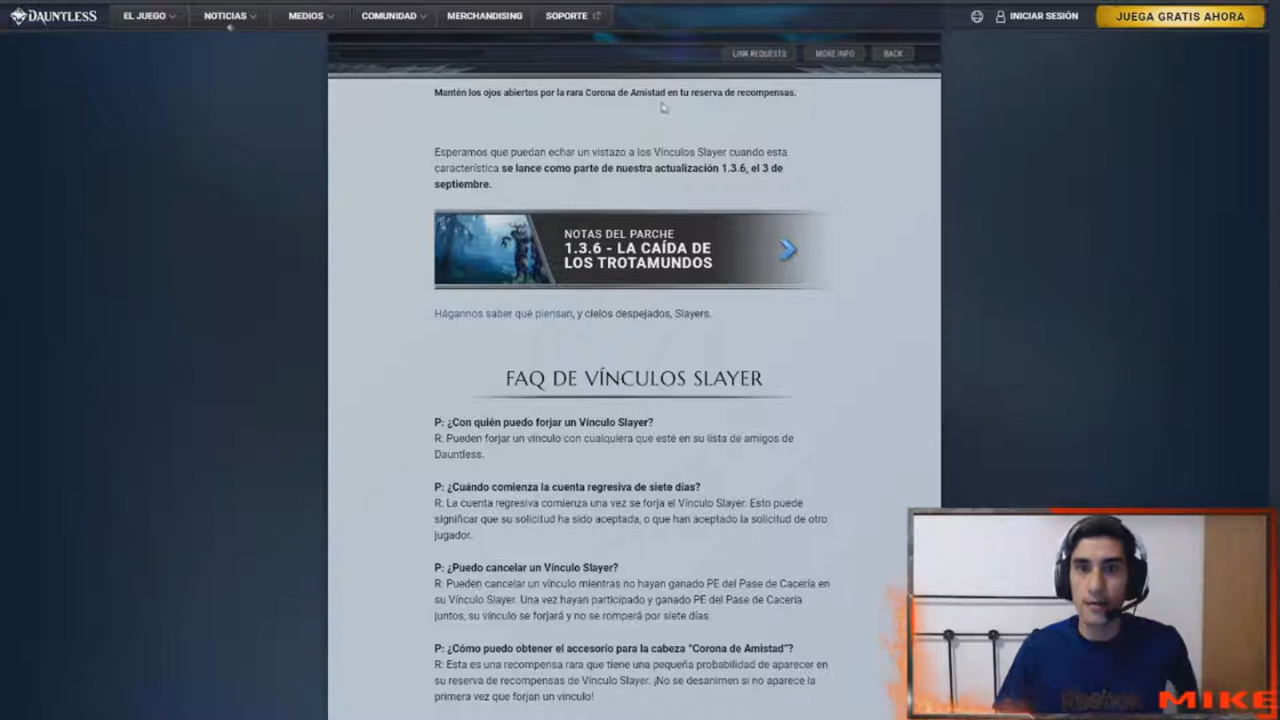 DAUNTLESS
EL JUEGO
NOTICIAS
MEDIOS
COMUNIDAD
MERCHANDISING
SOPORTE
INICIAR SESIÓN
JUEGA GRATIS AHORA
LINK REQUESTS
MORE INFO
BACK
Mantén los ojos abiertos por la rara Corona de Amistad en tu reserva de recompensas.
Esperamos que puedan echar un vistazo a los Vínculos Slayer cuando esta
característica se lance como parte de nuestra actualización 1.3.6, el 3 de
septiembre.
NOTAS DEL PARCHE
1.3.6 - LA CAÍDA DE
LOS TROTAMUNDOS
Hágannos saber qué piensan, y cielos despejados, Slayers.
FAQ DE VÍNCULOS SLAYER
P: ¿Con quién puedo forjar un Vínculo Slayer?
R: Pueden forjar un vínculo con cualquiera que esté en su lista de amigos de
Dauntless.
P: ¿Cuándo comienza la cuenta regresiva de siete días?
R: La cuenta regresiva comienza una vez se forja el Vínculo Slayer. Esto puede
significar que su solicitud ha sido aceptada, o que han aceptado la solicitud de otro
jugador.
P: ¿Puedo cancelar un Vínculo Slayer?
R: Pueden cancelar un vínculo mientras no hayan ganado PE del Pase de Cacería en
su Vínculo Slayer. Una vez hayan participado y ganado PE del Pase de Cacería
juntos, su vínculo se forjará y no se romperá por siete días.
P: ¿Cómo puedo obtener el accesorio para la cabeza "Corona de Amistad"?
R: Esta es una recompensa rara que tiene una pequeña probabilidad de aparecer en
su reserva de recompensas de Vínculo Slayer. ¡No se desanimen si no aparece la
primera vez que forjan un vínculo!
Reebok
MIKE